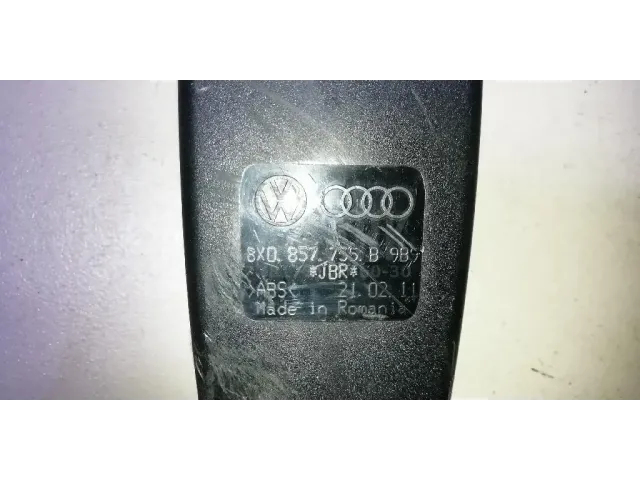 8X0.857.755.B 9B9
*JBR*
>ABS< 21.02.11
Made in Romania